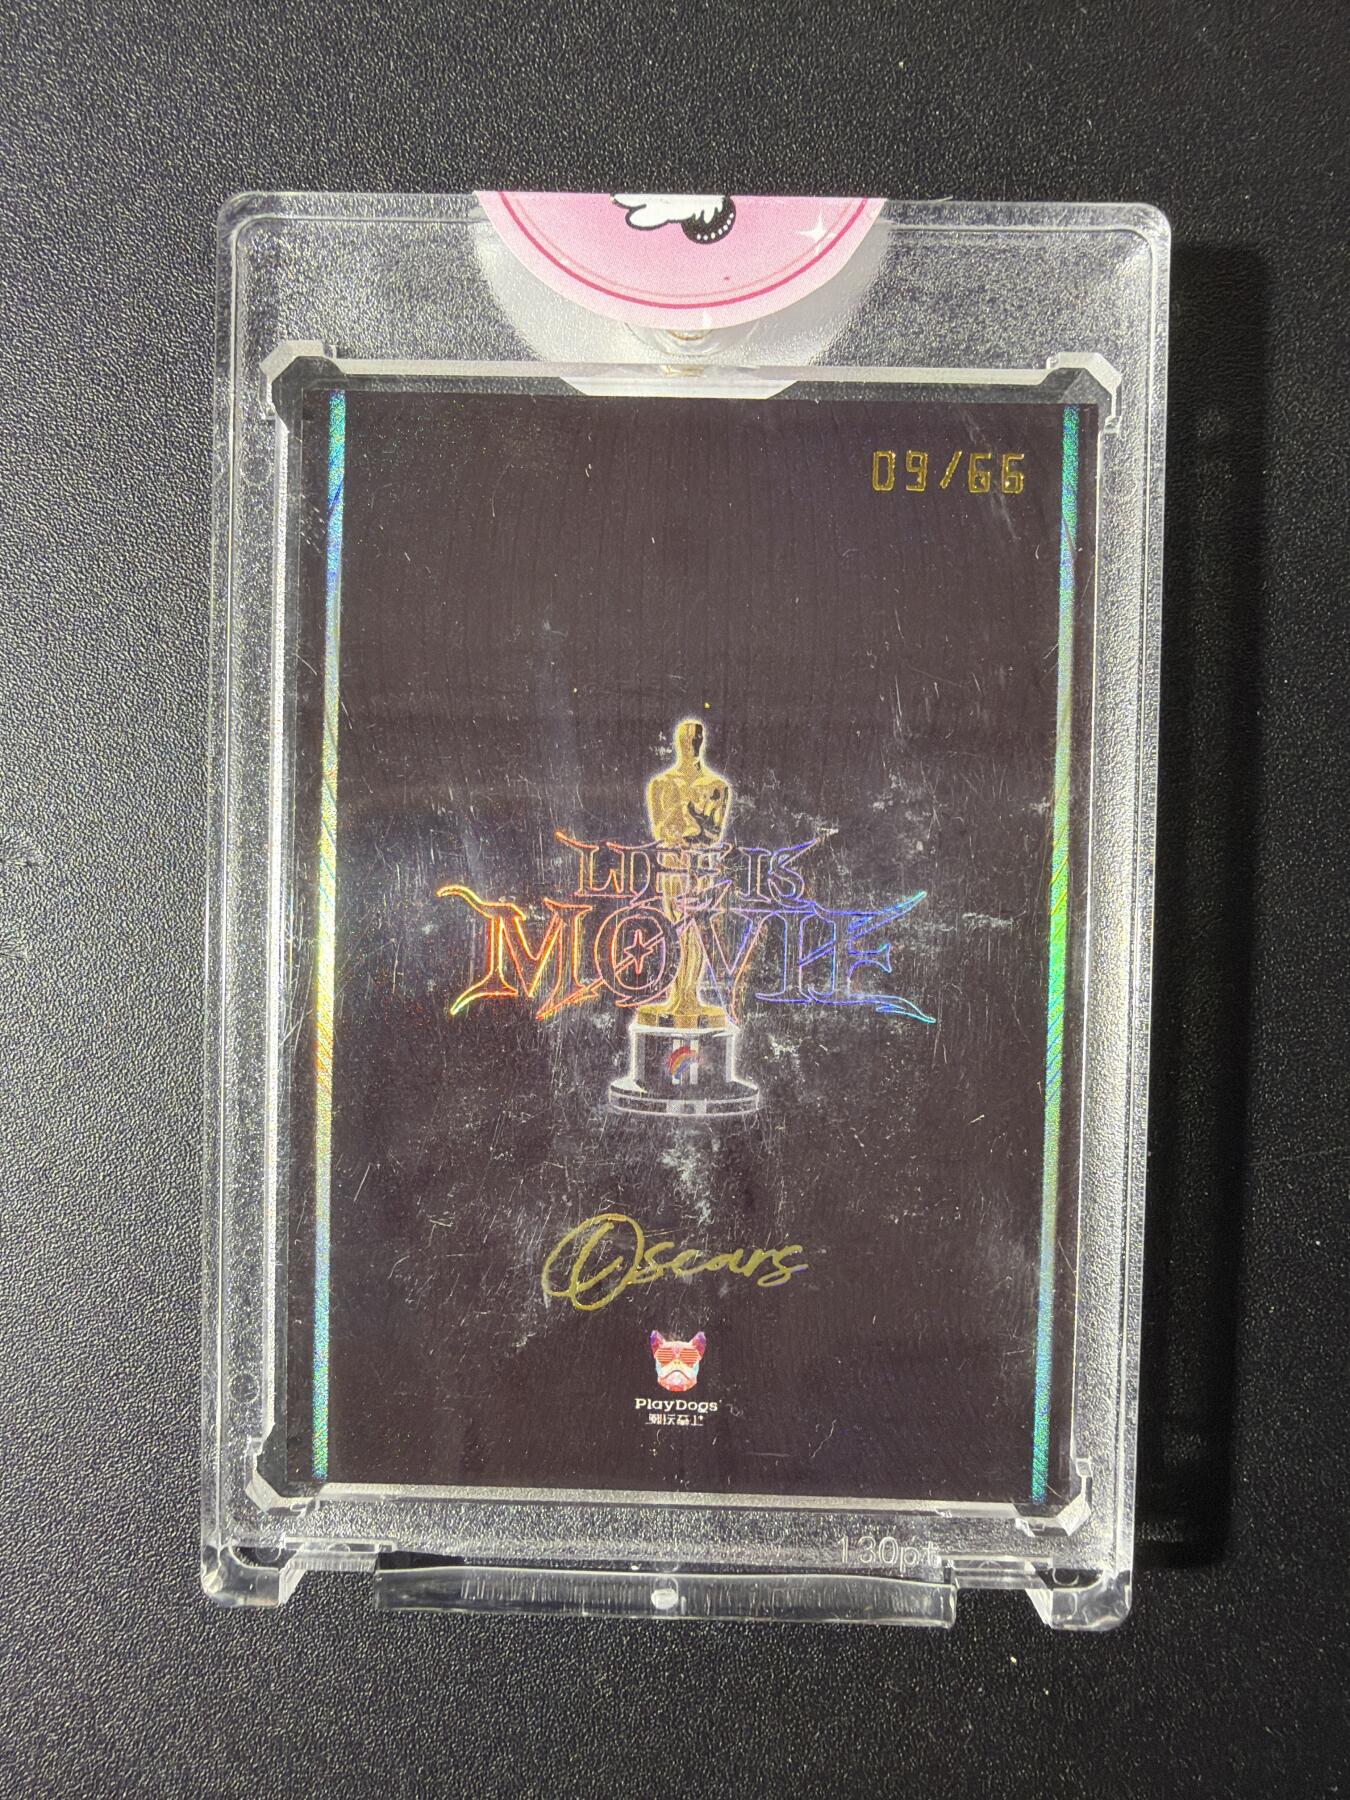 09/66
LIFE IS
MOVIE
Oscars
PlayDogs
130pt